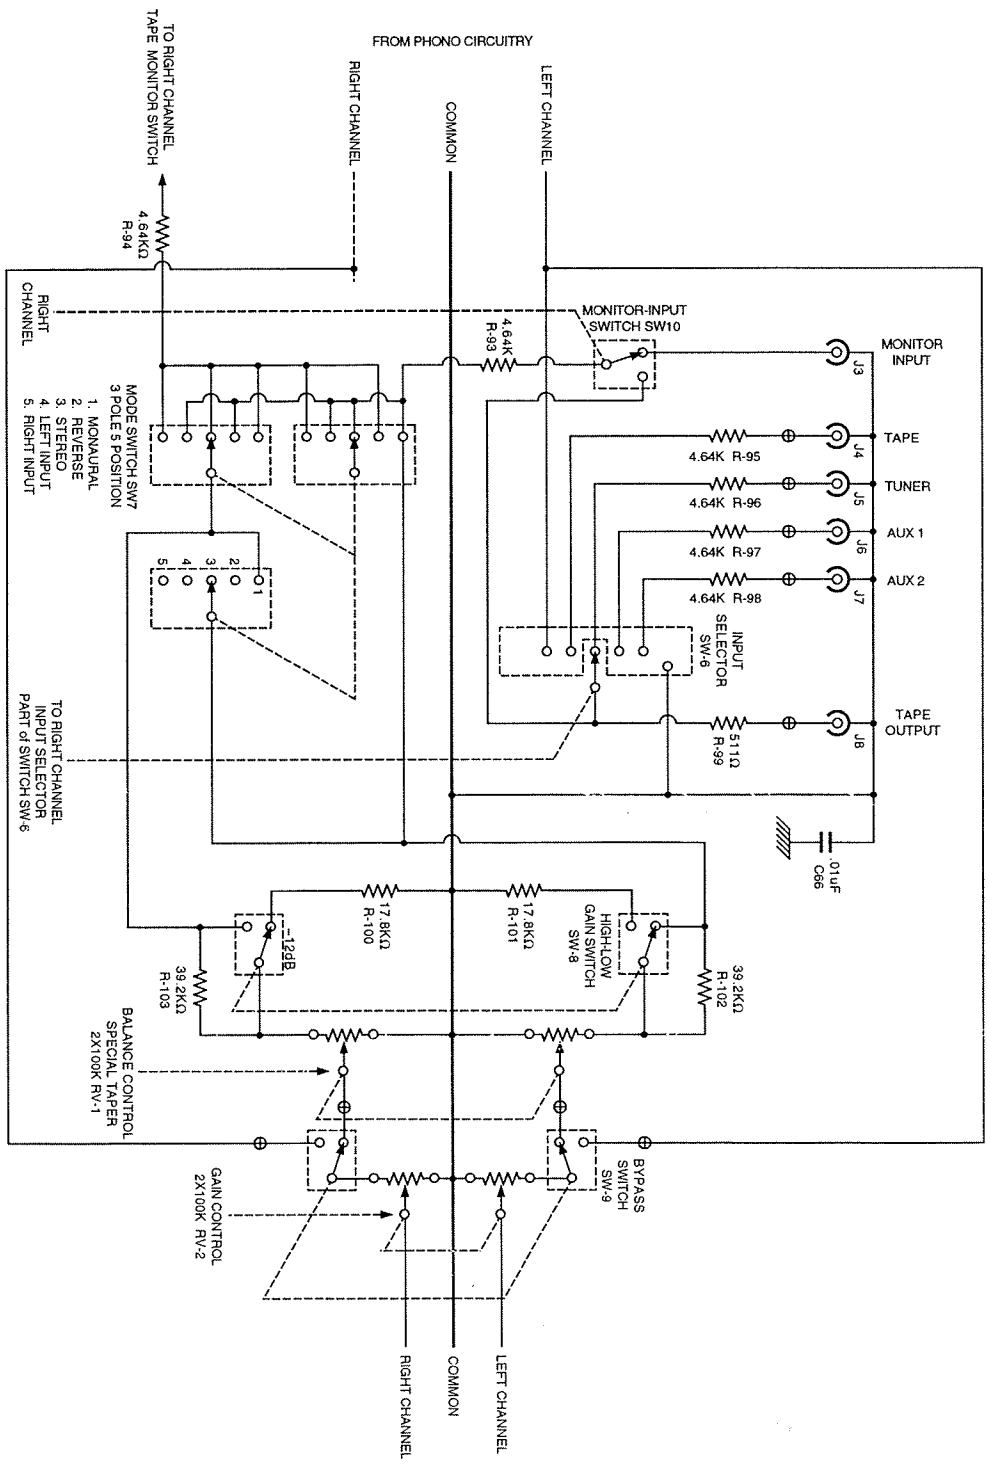 FROM PHONO CIRCUITRY
TO RIGHT CHANNEL
TAPE MONITOR SWITCH
RIGHT CHANNEL
COMMON
LEFT CHANNEL
4.64KΩ
R-94
RIGHT
CHANNEL
4.64K
R-93
MONITOR-INPUT
SWITCH SW10
MONITOR
INPUT
J3
TAPE
J4
4.64K R-95
TUNER
J5
4.64K R-96
AUX 1
J6
4.64K R-97
AUX 2
J7
4.64K R-98
INPUT
SELECTOR
SW-6
TAPE
OUTPUT
J8
511Ω
R-99
.01uF
C66
MODE SWITCH SW7
3 POLE 5 POSITION
1. MONAURAL
2. REVERSE
3. STEREO
4. LEFT INPUT
5. RIGHT INPUT
5
4
3
2
1
TO RIGHT CHANNEL
INPUT SELECTOR
PART of SWITCH SW-6
17.8KΩ
R-100
17.8KΩ
R-101
HIGH-LOW
GAIN SWITCH
SW-8
-12dB
39.2KΩ
R-103
39.2KΩ
R-102
BALANCE CONTROL
SPECIAL TAPER
2X100K RV-1
BYPASS
SWITCH
SW-9
GAIN CONTROL
2X100K RV-2
RIGHT CHANNEL
COMMON
LEFT CHANNEL